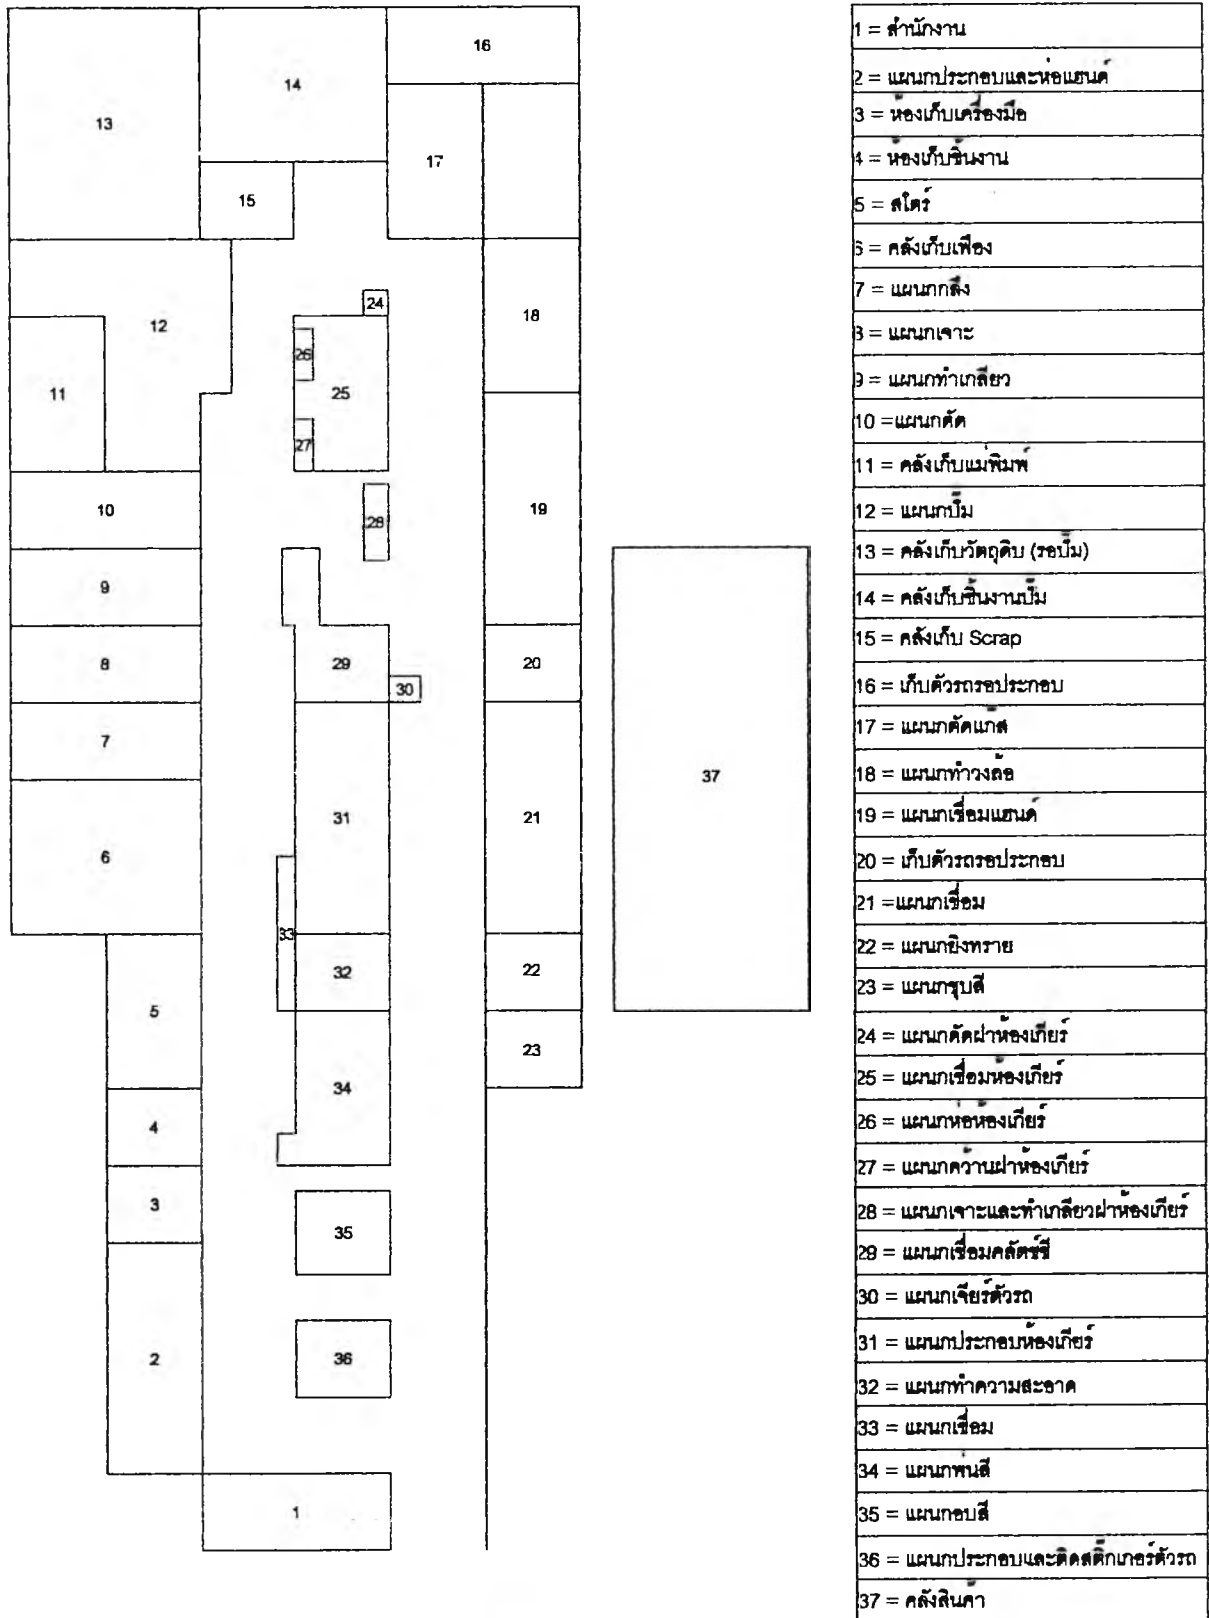 16
14
13
17
15
24
18
12
26
25
11
27
10
28
19
9
8
29
20
30
7
37
31
21
6
33
32
22
5
23
34
4
3
35
2
36
1
1 = สำนักงาน
2 = แผนกประกอบและห่อแฮนด์
3 = ห้องเก็บเครื่องมือ
4 = ห้องเก็บชิ้นงาน
5 = สโตร์
6 = คลังเก็บเฟือง
7 = แผนกกลึง
8 = แผนกเจาะ
9 = แผนกทำเกลียว
10 =แผนกตัด
11 = คลังเก็บแม่พิมพ์
12 = แผนกปั๊ม
13 = คลังเก็บวัตถุดิบ (รอปั๊ม)
14 = คลังเก็บชิ้นงานปั๊ม
15 = คลังเก็บ Scrap
16 = เก็บตัวรถรอประกอบ
17 = แผนกตัดแก๊ส
18 = แผนกทำวงล้อ
19 = แผนกเชื่อมแฮนด์
20 = เก็บตัวรถรอประกอบ
21 =แผนกเชื่อม
22 = แผนกยิงทราย
23 = แผนกชุบสี
24 = แผนกตัดฝาห้องเกียร์
25 = แผนกเชื่อมห้องเกียร์
26 = แผนกห่อห้องเกียร์
27 = แผนกคว้านฝาห้องเกียร์
28 = แผนกเจาะและทำเกลียวฝาห้องเกียร์
29 = แผนกเชื่อมคลัตช์ชี
30 = แผนกเจียร์ตัวรถ
31 = แผนกประกอบห้องเกียร์
32 = แผนกทำความสะอาด
33 = แผนกเชื่อม
34 = แผนกพ่นสี
35 = แผนกอบสี
36 = แผนกประกอบและติดสติ๊กเกอร์ตัวรถ
37 = คลังสินค้า